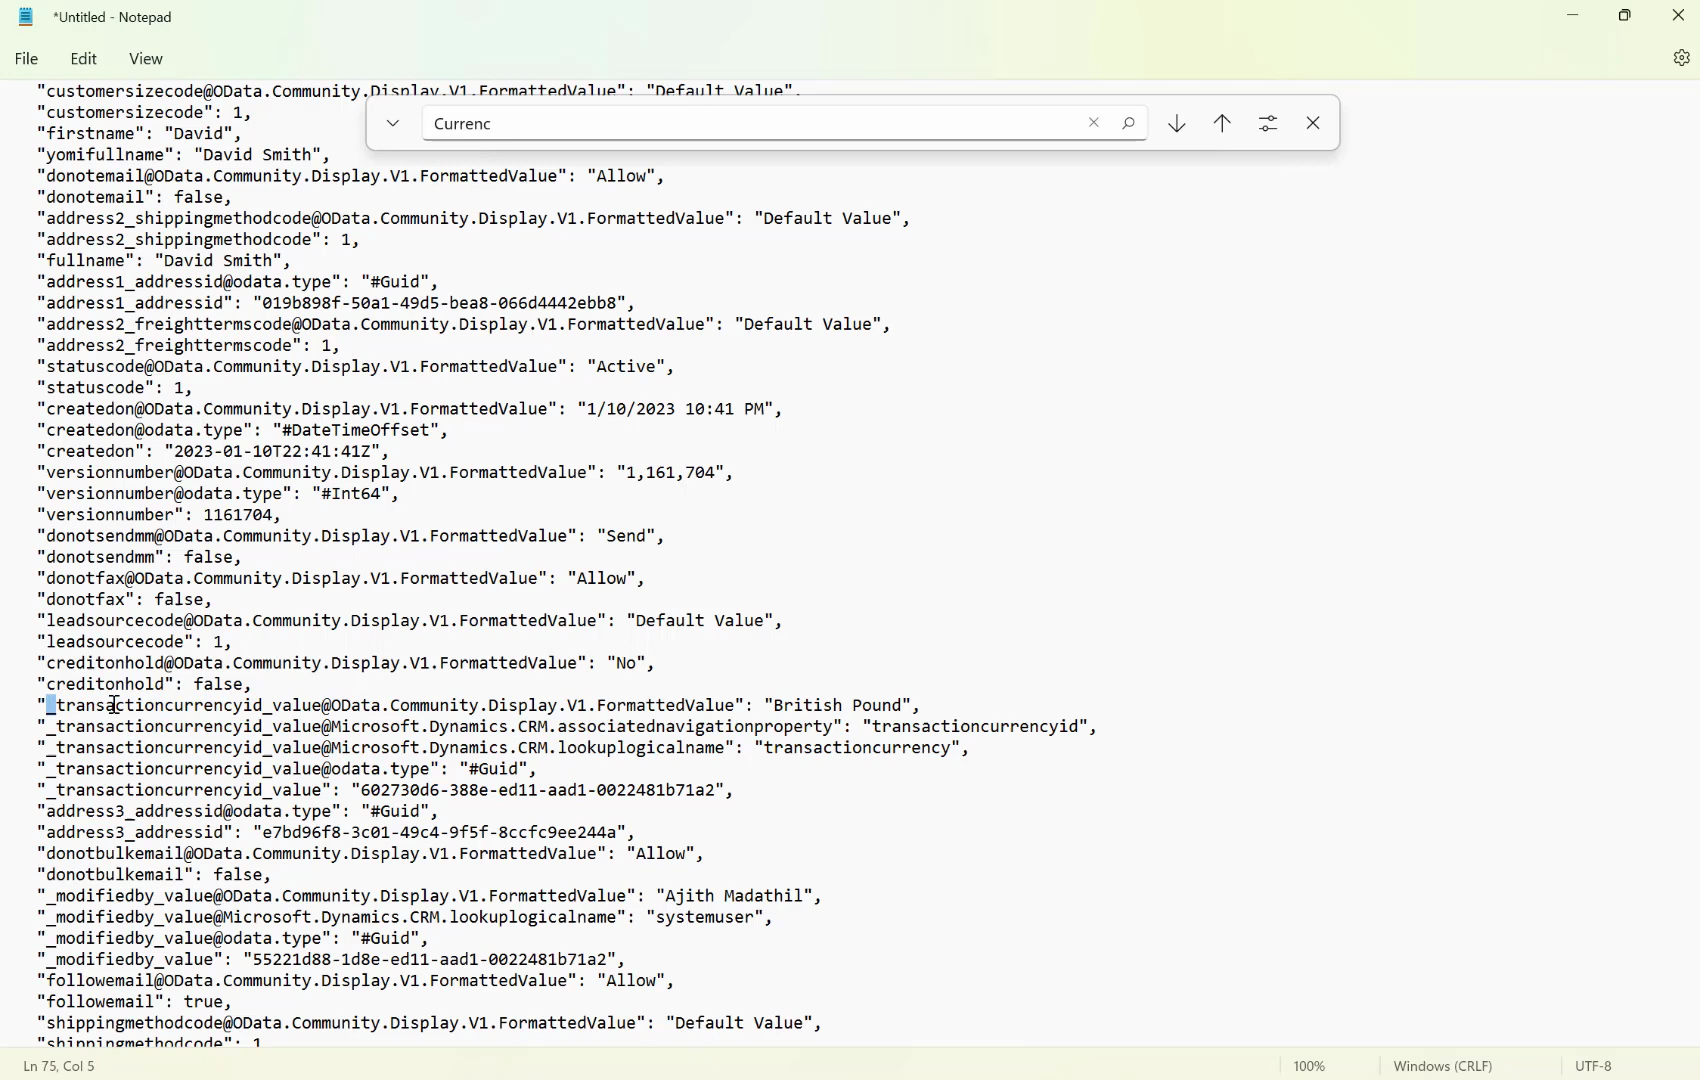 *Untitled - Notepad
File Edit View
"customersizecode@OData.Community.Display.V1.FormattedValue": "Default Value",
Currenc
"customersizecode": 1,
"firstname": "David",
"yomifullname": "David Smith",
"donotemail@OData.Community.Display.V1.FormattedValue": "Allow",
"donotemail": false,
"address2_shippingmethodcode@OData.Community.Display.V1.FormattedValue": "Default Value",
"address2_shippingmethodcode": 1,
"fullname": "David Smith",
"address1_addressid@odata.type": "#Guid",
"address1_addressid": "019b898f-50a1-49d5-bea8-066d4442ebb8",
"address2_freighttermscode@OData.Community.Display.V1.FormattedValue": "Default Value",
"address2_freighttermscode": 1,
"statuscode@OData.Community.Display.V1.FormattedValue": "Active",
"statuscode": 1,
"createdon@OData.Community.Display.V1.FormattedValue": "1/10/2023 10:41 PM",
"createdon@odata.type": "#DateTimeOffset",
"createdon": "2023-01-10T22:41:41Z",
"versionnumber@OData.Community.Display.V1.FormattedValue": "1,161,704",
"versionnumber@odata.type": "#Int64",
"versionnumber": 1161704,
"donotsendmm@OData.Community.Display.V1.FormattedValue": "Send",
"donotsendmm": false,
"donotfax@OData.Community.Display.V1.FormattedValue": "Allow",
"donotfax": false,
"leadsourcecode@OData.Community.Display.V1.FormattedValue": "Default Value",
"leadsourcecode": 1,
"creditonhold@OData.Community.Display.V1.FormattedValue": "No",
"creditonhold": false,
"_transactioncurrencyid_value@OData.Community.Display.V1.FormattedValue": "British Pound",
"_transactioncurrencyid_value@Microsoft.Dynamics.CRM.associatednavigationproperty": "transactioncurrencyid",
"_transactioncurrencyid_value@Microsoft.Dynamics.CRM.lookuplogicalname": "transactioncurrency",
"_transactioncurrencyid_value@odata.type": "#Guid",
"_transactioncurrencyid_value": "602730d6-388e-ed11-aad1-0022481b71a2",
"address3_addressid@odata.type": "#Guid",
"address3_addressid": "e7bd96f8-3c01-49c4-9f5f-8ccfc9ee244a",
"donotbulkemail@OData.Community.Display.V1.FormattedValue": "Allow",
"donotbulkemail": false,
"_modifiedby_value@OData.Community.Display.V1.FormattedValue": "Ajith Madathil",
"_modifiedby_value@Microsoft.Dynamics.CRM.lookuplogicalname": "systemuser",
"_modifiedby_value@odata.type": "#Guid",
"_modifiedby_value": "55221d88-1d8e-ed11-aad1-0022481b71a2",
"followemail@OData.Community.Display.V1.FormattedValue": "Allow",
"followemail": true,
"shippingmethodcode@OData.Community.Display.V1.FormattedValue": "Default Value",
"shippingmethodcode": 1
Ln 75, Col 5 100% Windows (CRLF) UTF-8